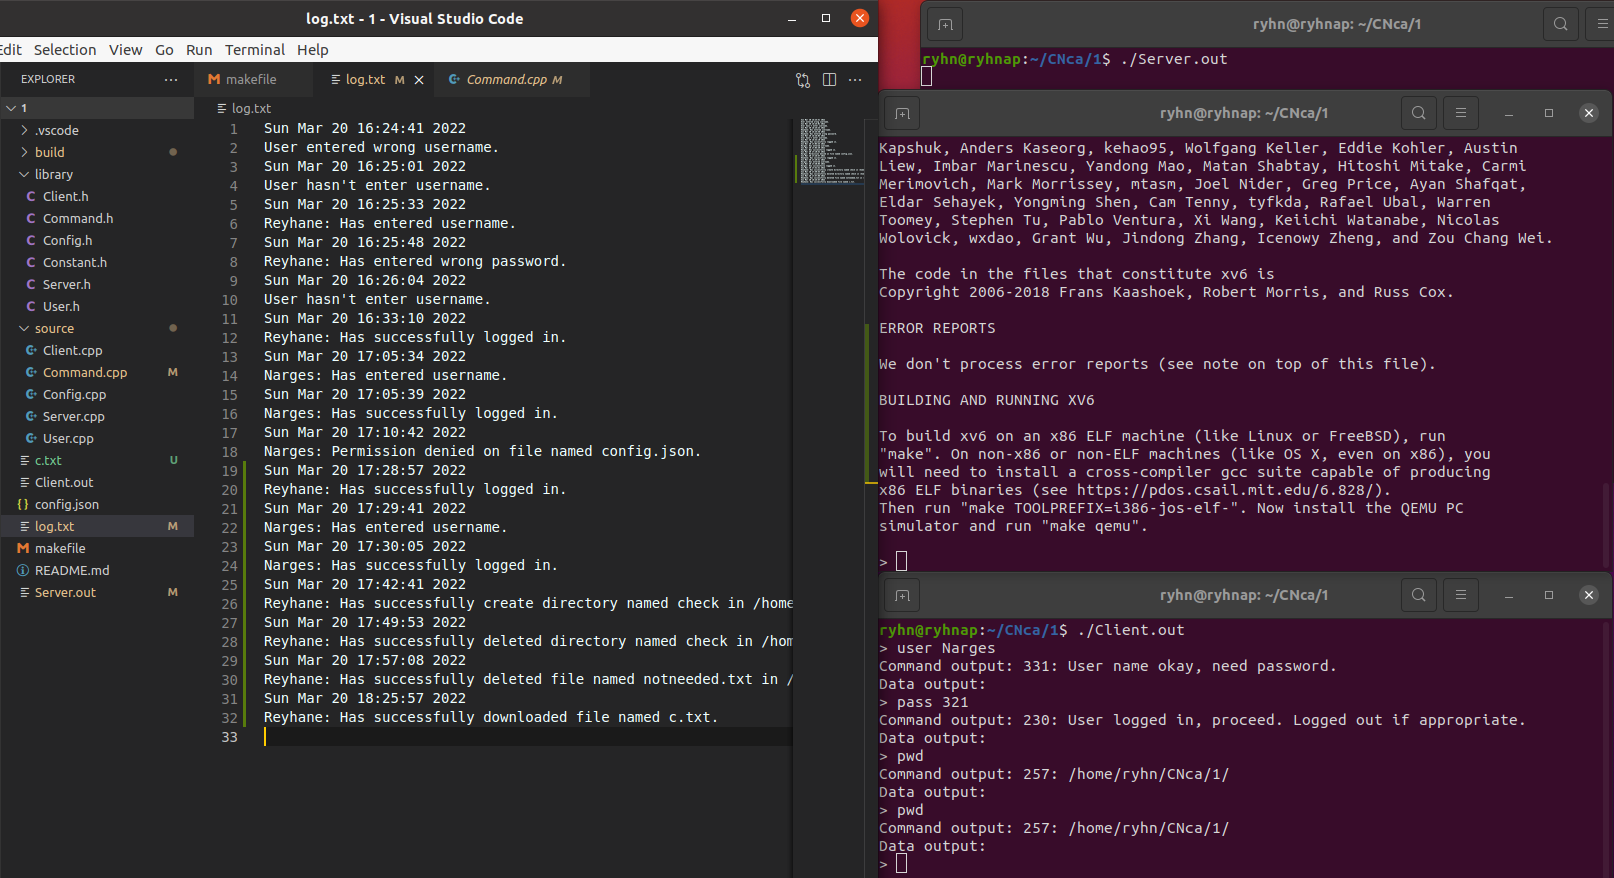 log.txt - 1 - Visual Studio Code
Edit Selection View Go Run Terminal Help
EXPLORER
makefile
log.txt M
Command.cpp M
1
.vscode
build
library
Client.h
Command.h
Config.h
Constant.h
Server.h
User.h
source
Client.cpp
Command.cpp M
Config.cpp
Server.cpp
User.cpp
c.txt U
Client.out
config.json
log.txt M
makefile
README.md
Server.out M
log.txt
1 Sun Mar 20 16:24:41 2022
2 User entered wrong username.
3 Sun Mar 20 16:25:01 2022
4 User hasn't enter username.
5 Sun Mar 20 16:25:33 2022
6 Reyhane: Has entered username.
7 Sun Mar 20 16:25:48 2022
8 Reyhane: Has entered wrong password.
9 Sun Mar 20 16:26:04 2022
10 User hasn't enter username.
11 Sun Mar 20 16:33:10 2022
12 Reyhane: Has successfully logged in.
13 Sun Mar 20 17:05:34 2022
14 Narges: Has entered username.
15 Sun Mar 20 17:05:39 2022
16 Narges: Has successfully logged in.
17 Sun Mar 20 17:10:42 2022
18 Narges: Permission denied on file named config.json.
19 Sun Mar 20 17:28:57 2022
20 Reyhane: Has successfully logged in.
21 Sun Mar 20 17:29:41 2022
22 Narges: Has entered username.
23 Sun Mar 20 17:30:05 2022
24 Narges: Has successfully logged in.
25 Sun Mar 20 17:42:41 2022
26 Reyhane: Has successfully create directory named check in /home
27 Sun Mar 20 17:49:53 2022
28 Reyhane: Has successfully deleted directory named check in /hom
29 Sun Mar 20 17:57:08 2022
30 Reyhane: Has successfully deleted file named notneeded.txt in /
31 Sun Mar 20 18:25:57 2022
32 Reyhane: Has successfully downloaded file named c.txt.
33
ryhn@ryhnap: ~/CNca/1
ryhn@ryhnap:~/CNca/1$ ./Server.out
ryhn@ryhnap: ~/CNca/1
Kapshuk, Anders Kaseorg, kehao95, Wolfgang Keller, Eddie Kohler, Austin
Liew, Imbar Marinescu, Yandong Mao, Matan Shabtay, Hitoshi Mitake, Carmi
Merimovich, Mark Morrissey, mtasm, Joel Nider, Greg Price, Ayan Shafqat,
Eldar Sehayek, Yongming Shen, Cam Tenny, tyfkda, Rafael Ubal, Warren
Toomey, Stephen Tu, Pablo Ventura, Xi Wang, Keiichi Watanabe, Nicolas
Wolovick, wxdao, Grant Wu, Jindong Zhang, Icenowy Zheng, and Zou Chang Wei.
The code in the files that constitute xv6 is
Copyright 2006-2018 Frans Kaashoek, Robert Morris, and Russ Cox.
ERROR REPORTS
We don't process error reports (see note on top of this file).
BUILDING AND RUNNING XV6
To build xv6 on an x86 ELF machine (like Linux or FreeBSD), run
"make". On non-x86 or non-ELF machines (like OS X, even on x86), you
will need to install a cross-compiler gcc suite capable of producing
x86 ELF binaries (see https://pdos.csail.mit.edu/6.828/).
Then run "make TOOLPREFIX=i386-jos-elf-". Now install the QEMU PC
simulator and run "make qemu".
>
ryhn@ryhnap: ~/CNca/1
ryhn@ryhnap:~/CNca/1$ ./Client.out
> user Narges
Command output: 331: User name okay, need password.
Data output:
> pass 321
Command output: 230: User logged in, proceed. Logged out if appropriate.
Data output:
> pwd
Command output: 257: /home/ryhn/CNca/1/
Data output:
> pwd
Command output: 257: /home/ryhn/CNca/1/
Data output:
>